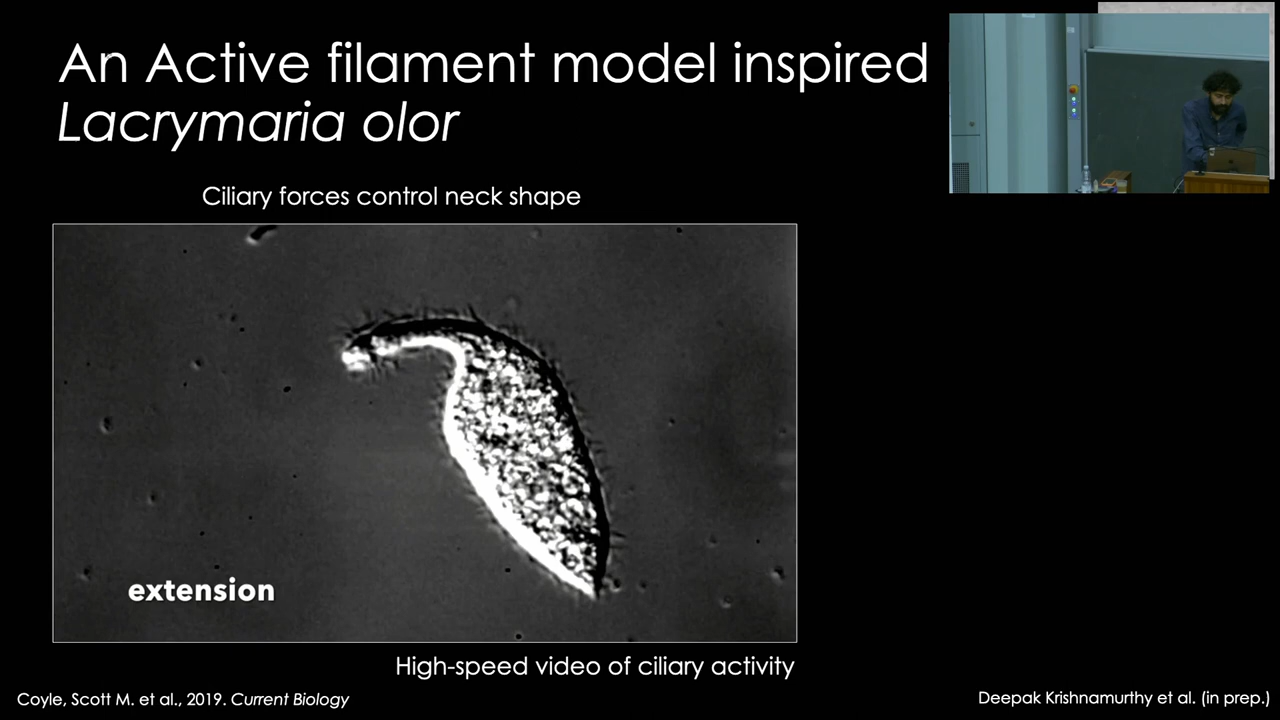 An Active filament model inspired
Lacrymaria olor
Ciliary forces control neck shape
extension
High-speed video of ciliary activity
Coyle, Scott M. et al., 2019. Current Biology
Deepak Krishnamurthy et al. (in prep.)